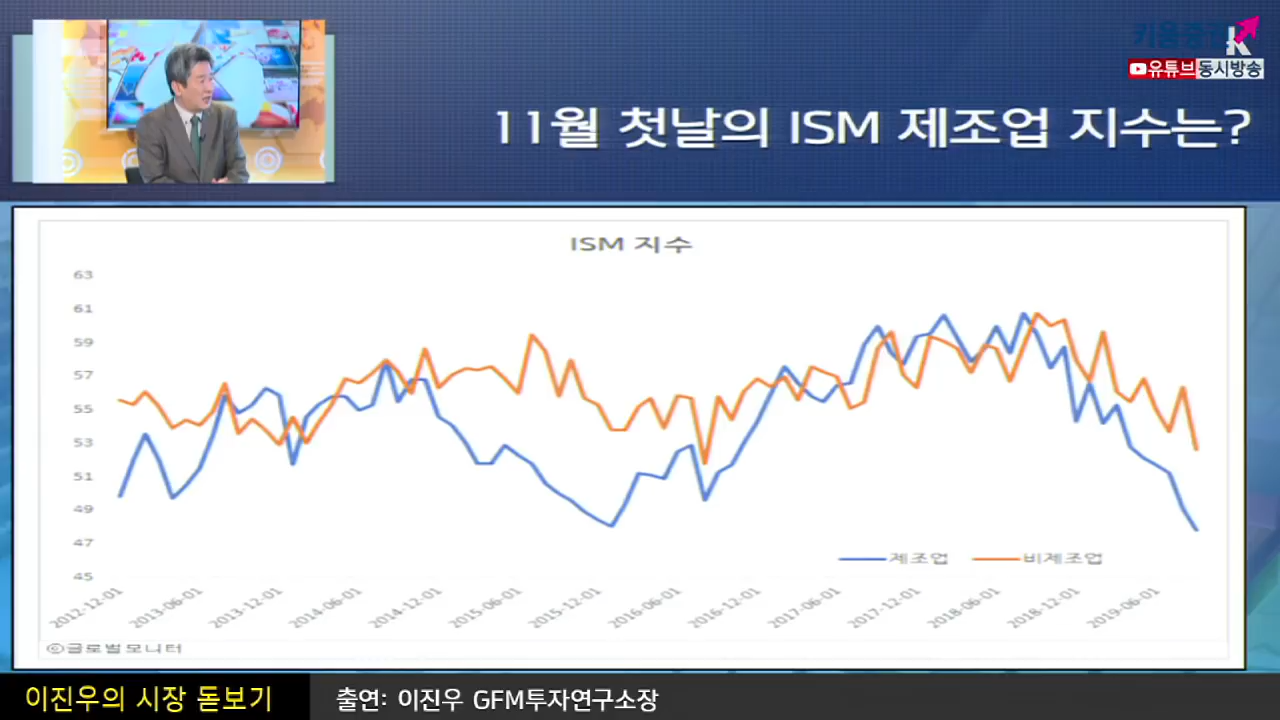 키움증권
K
유튜브 동시방송
11월 첫날의 ISM 제조업 지수는?
ISM 지수
63
61
59
57
55
53
51
49
47
45
2012-12-01
2013-06-01
2013-12-01
2014-06-01
2014-12-01
2015-06-01
2015-12-01
2016-06-01
2016-12-01
2017-06-01
2017-12-01
2018-06-01
2018-12-01
2019-06-01
제조업 비제조업
©글로벌모니터
이진우의 시장 돋보기
출연: 이진우 GFM투자연구소장